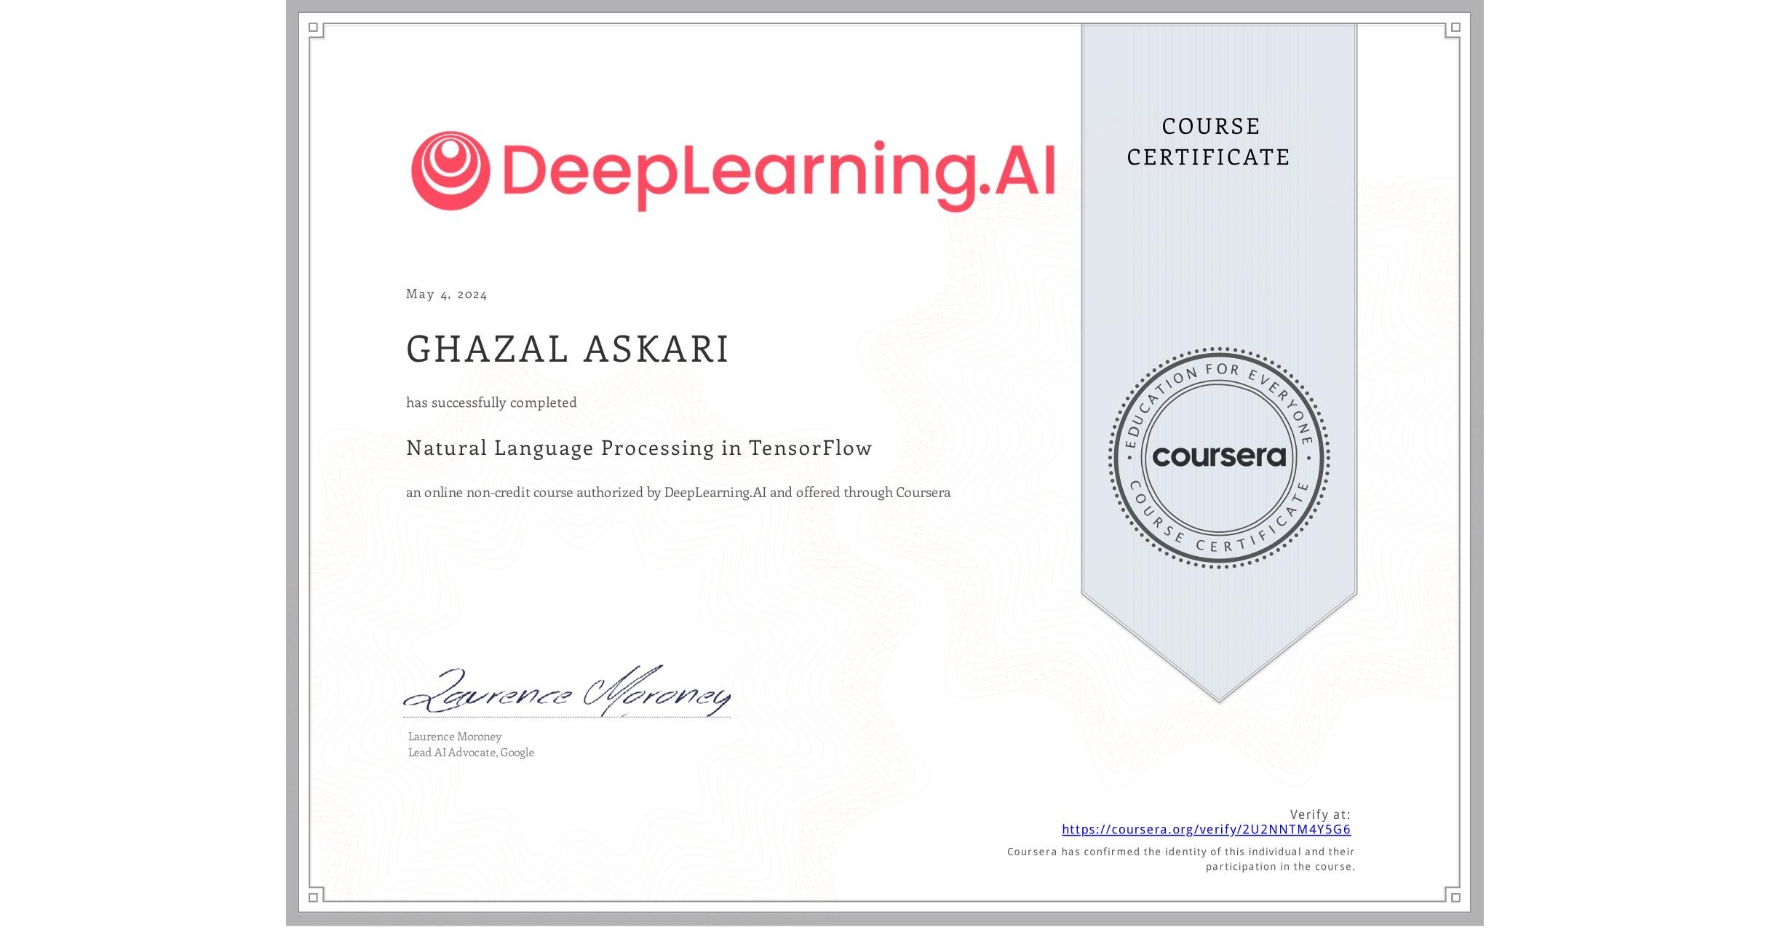 DeepLearning.AI
COURSE
CERTIFICATE
May 4, 2024
GHAZAL ASKARI
has successfully completed
Natural Language Processing in TensorFlow
an online non-credit course authorized by DeepLearning.AI and offered through Coursera
EDUCATION FOR EVERYONE
coursera
COURSE CERTIFICATE
Laurence Moroney
Laurence Moroney
Lead AI Advocate, Google
Verify at:
https://coursera.org/verify/2U2NNTM4Y5G6
Coursera has confirmed the identity of this individual and their
participation in the course.